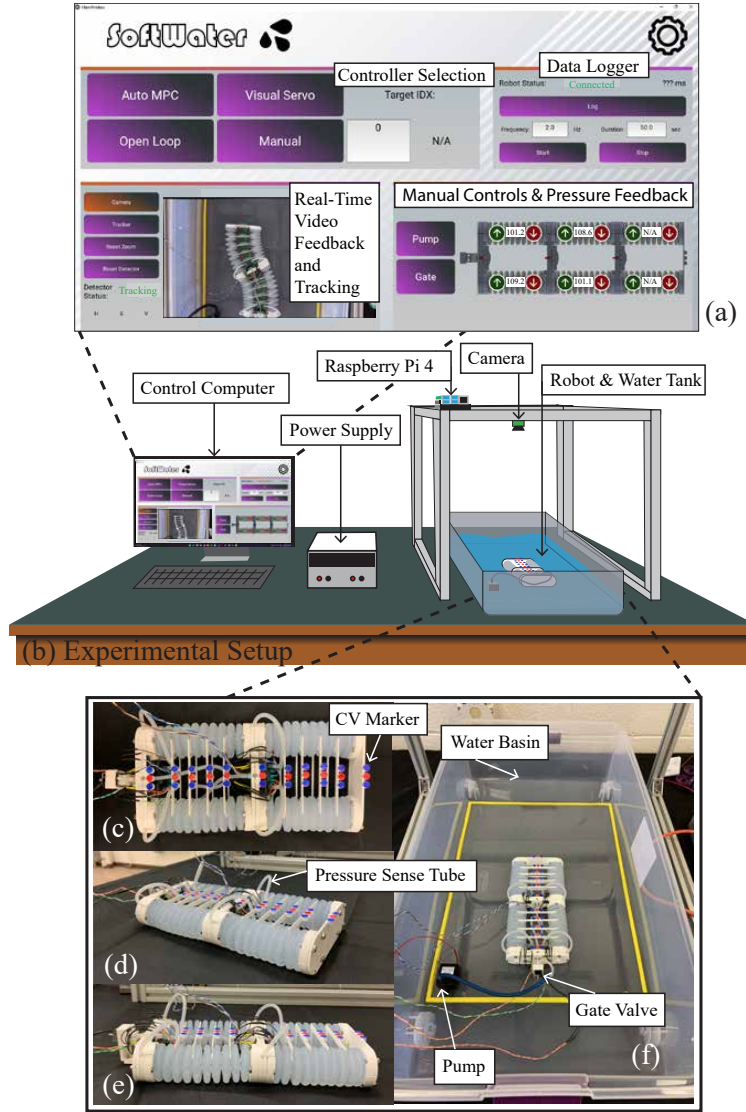 SoftWater
Controller Selection
Data Logger
Auto MPC
Visual Servo
Target IDX:
Robot Status:
Connected
??? ms
Log
Open Loop
Manual
0
N/A
Frequency:
2.0
Hz
Duration
50.0
sec
Start
Stop
Camera
Tracker
Reset Zoom
Reset Detector
Detector
Status:
Tracking
Real-Time
Video
Feedback
and
Tracking
Manual Controls & Pressure Feedback
Pump
Gate
101.2
108.6
N/A
109.2
101.1
N/A
(a)
Control Computer
Raspberry Pi 4
Camera
Robot & Water Tank
Power Supply
(b) Experimental Setup
CV Marker
(c)
Pressure Sense Tube
(d)
(e)
Water Basin
Gate Valve
Pump
(f)